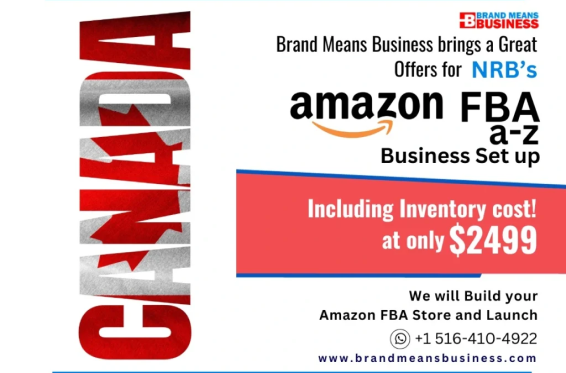 CANADA
BRAND MEANS
BUSINESS
Brand Means Business brings a Great
Offers for NRB's
amazon FBA
a-z
Business Set up
Including Inventory cost!
at only $2499
We will Build your
Amazon FBA Store and Launch
+1 516-410-4922
www.brandmeansbusiness.com